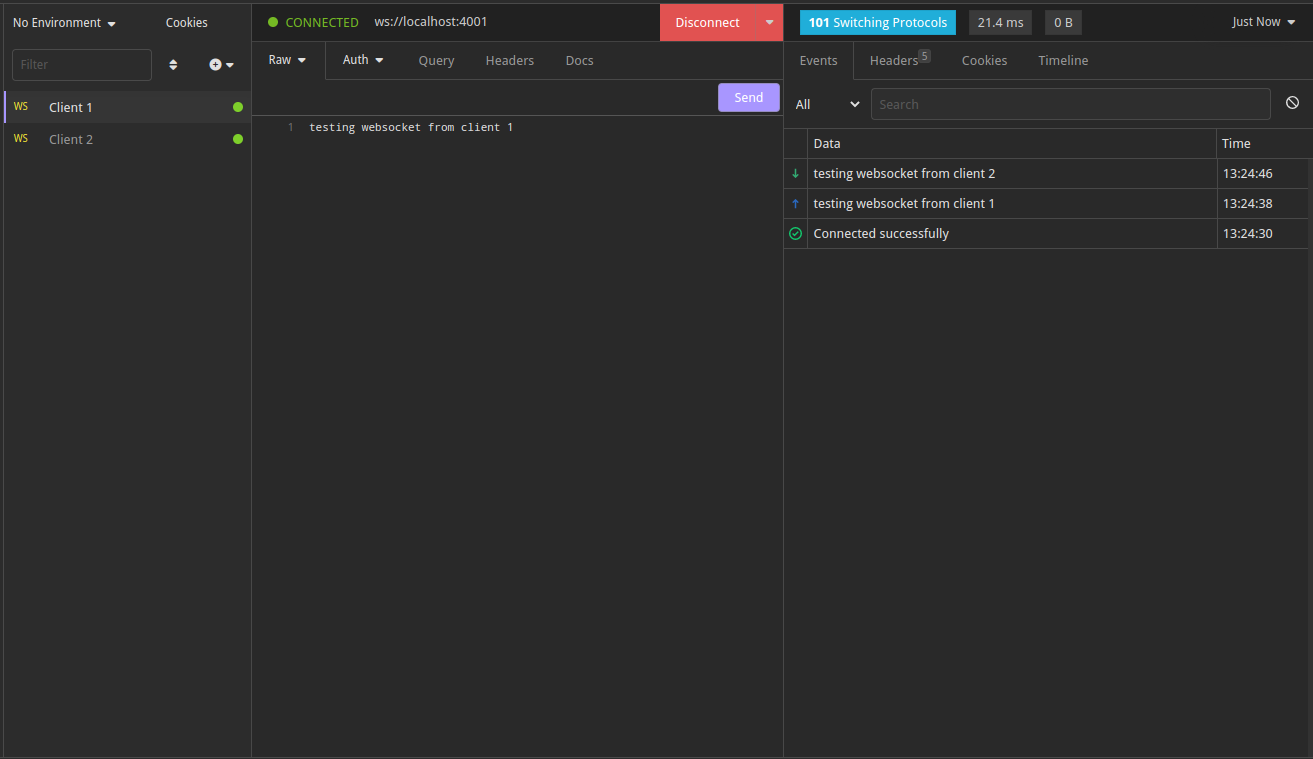 No Environment Cookies
Filter
WS Client 1
WS Client 2
CONNECTED ws://localhost:4001 Disconnect
Raw Auth Query Headers Docs
Send
1 testing websocket from client 1
101 Switching Protocols 21.4 ms 0 B Just Now
Events Headers 5 Cookies Timeline
All Search
Data Time
testing websocket from client 2 13:24:46
testing websocket from client 1 13:24:38
Connected successfully 13:24:30